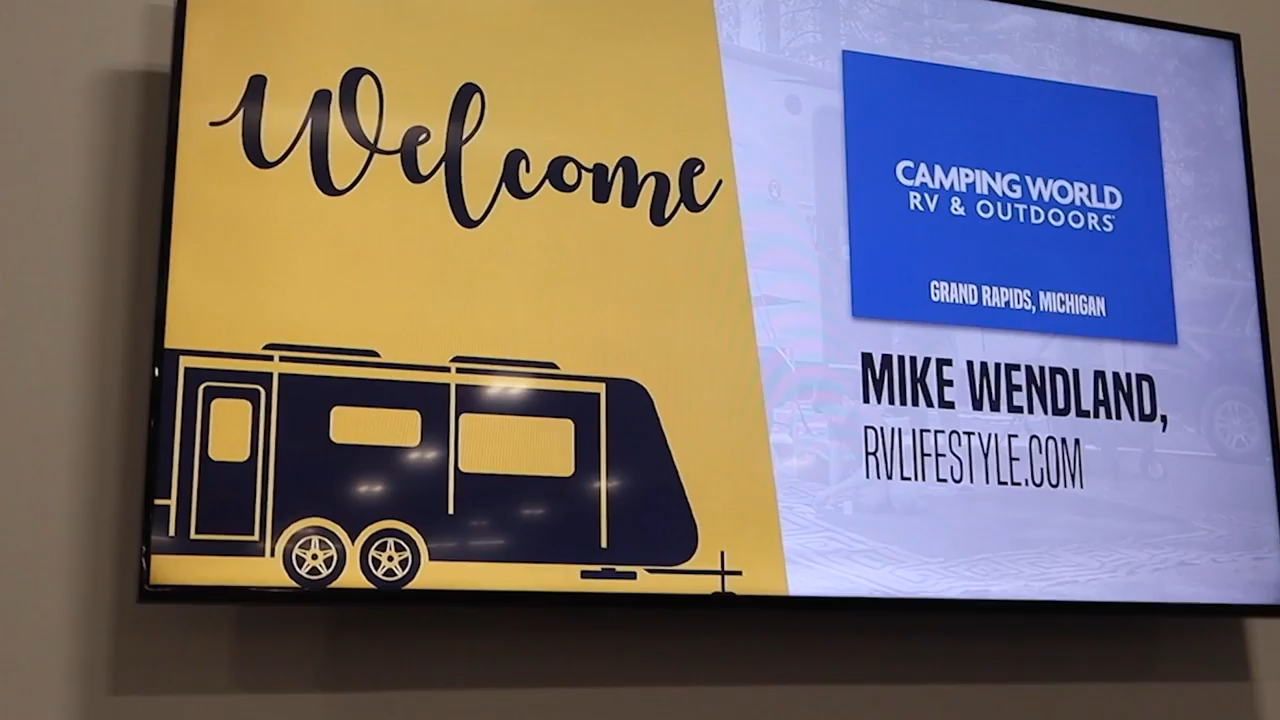 Welcome
CAMPING WORLD
RV & OUTDOORS
GRAND RAPIDS, MICHIGAN
MIKE WENDLAND,
RVLIFESTYLE.COM